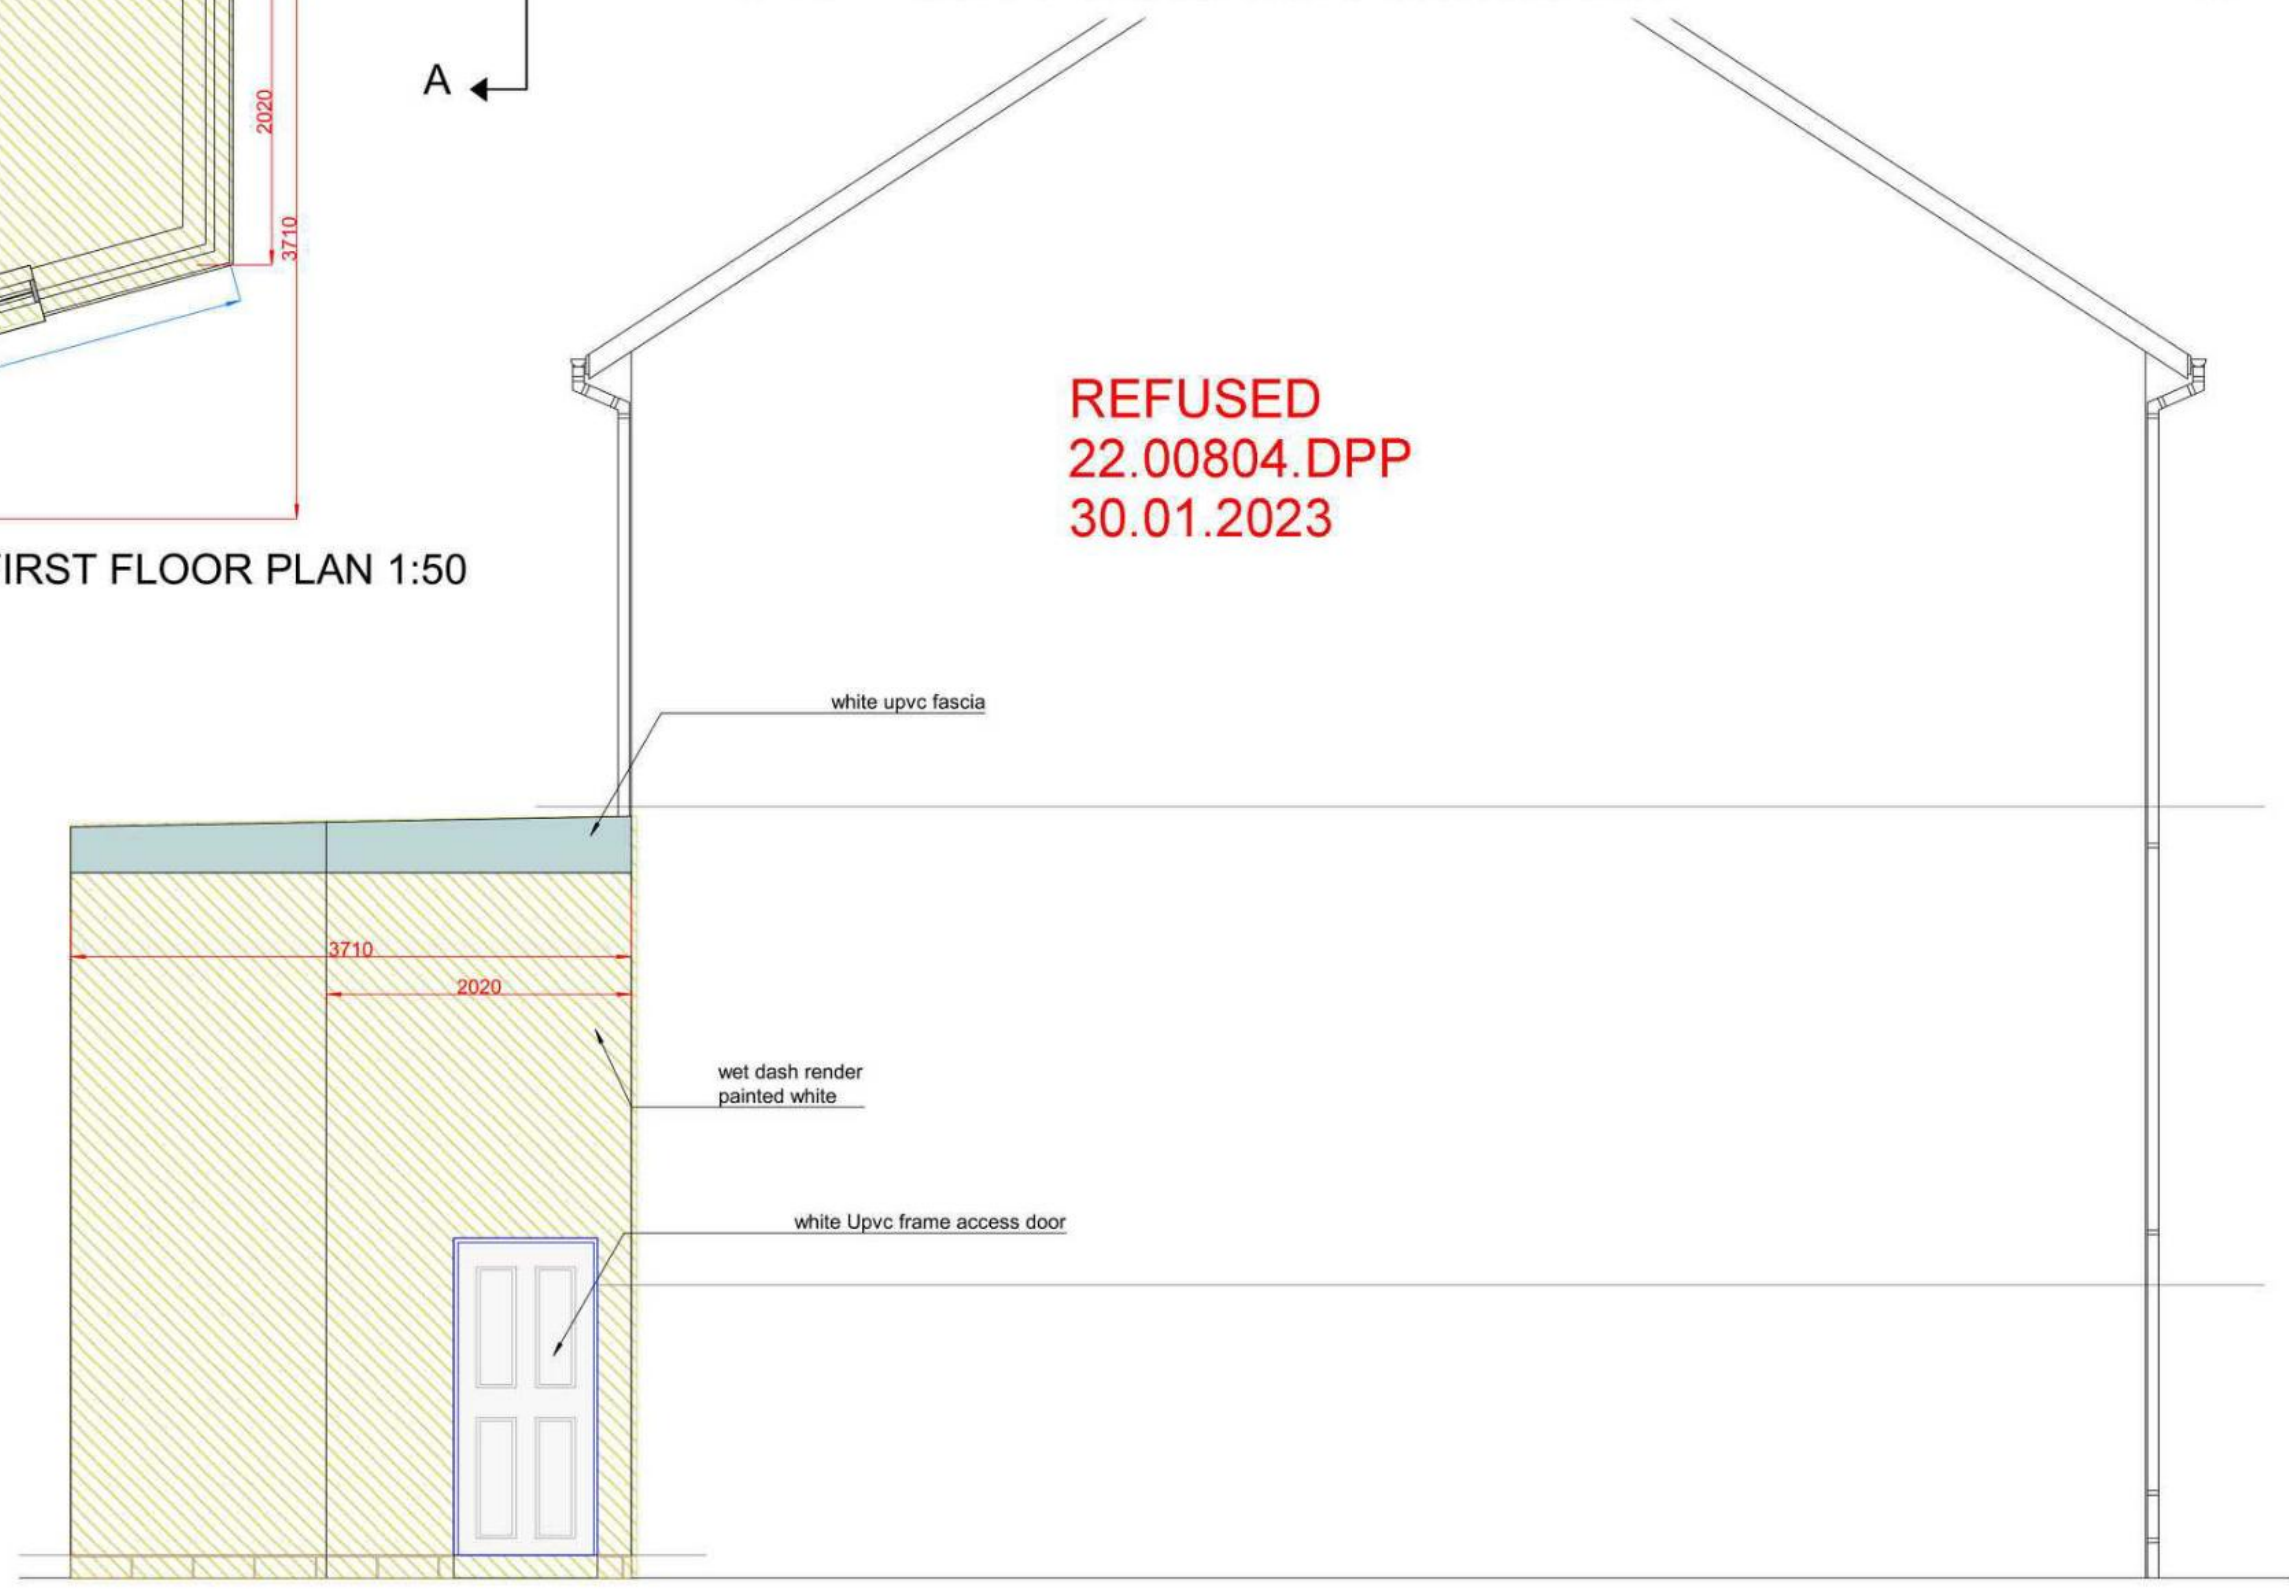 A
2020
3710
FIRST FLOOR PLAN 1:50
REFUSED
22.00804.DPP
30.01.2023
white upvc fascia
3710
2020
wet dash render
painted white
white Upvc frame access door